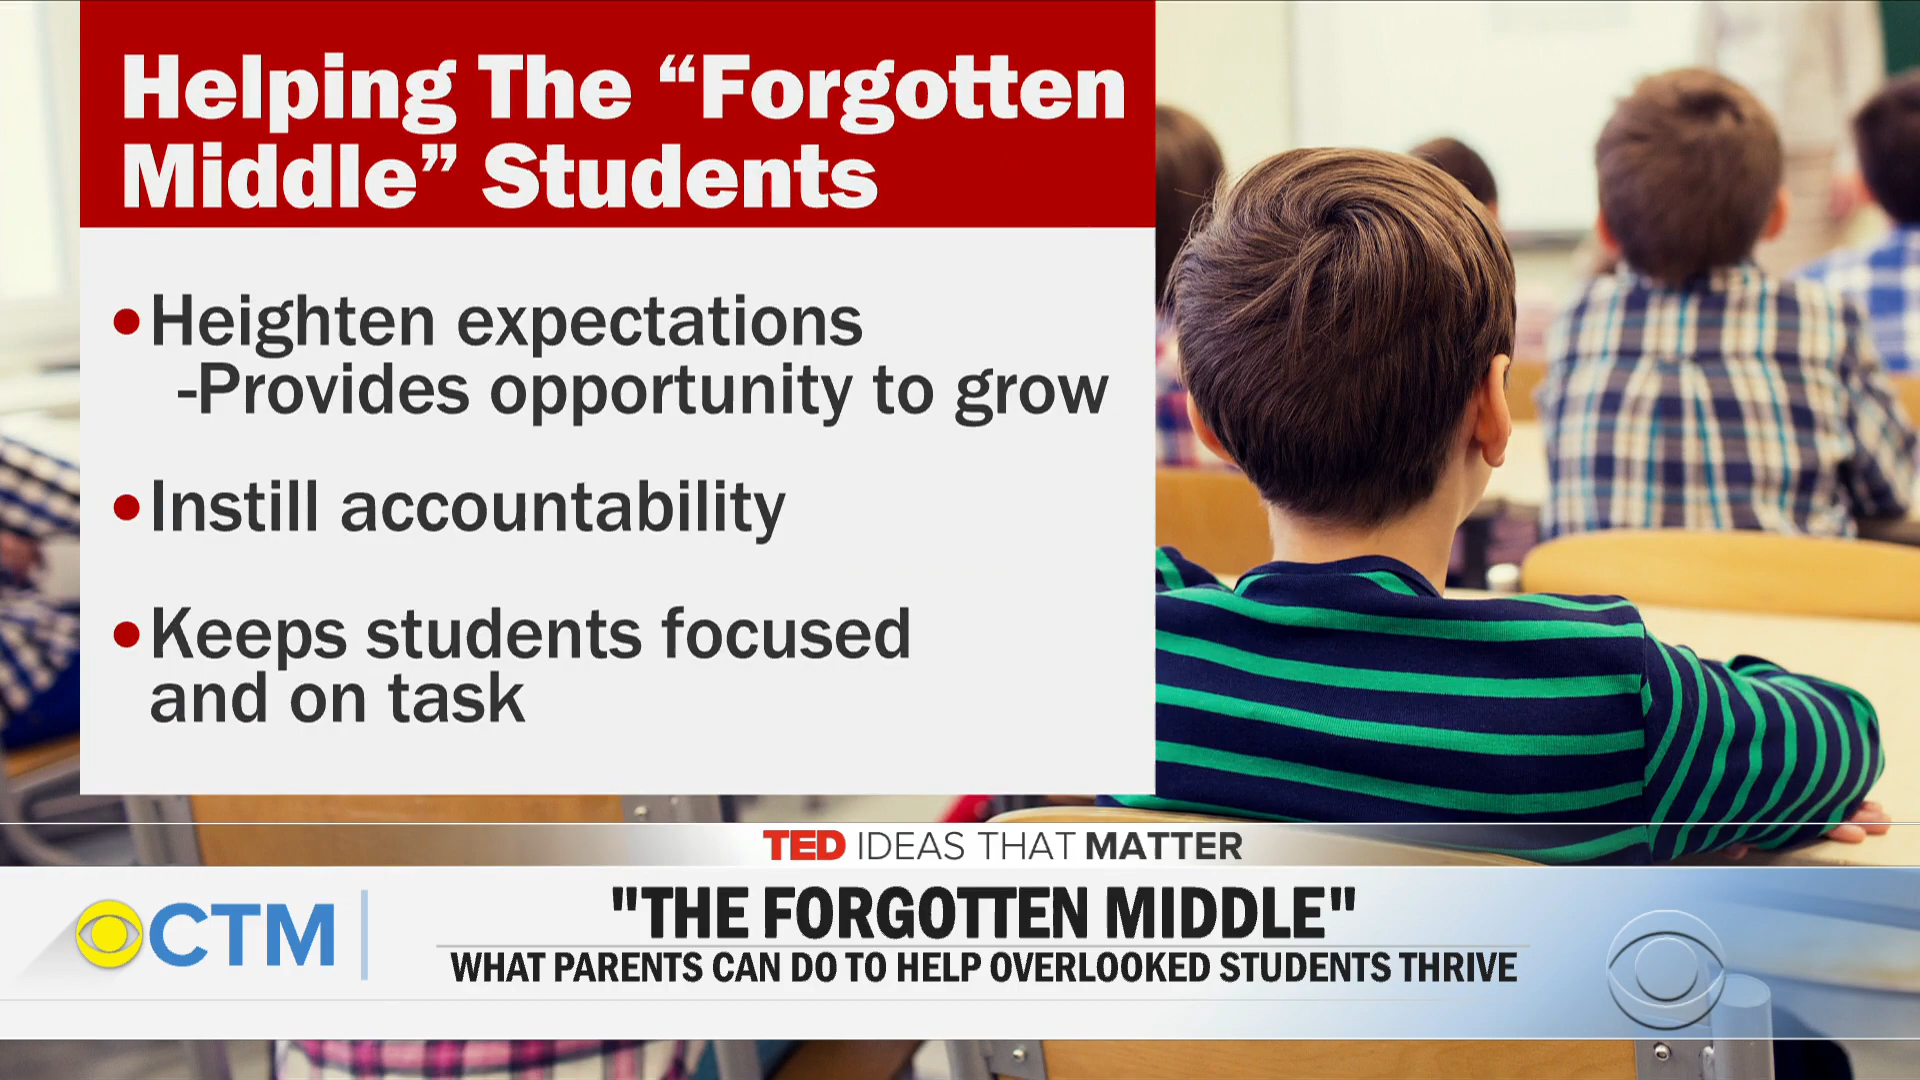 Helping The “Forgotten
Middle” Students
•Heighten expectations
-Provides opportunity to grow
•Instill accountability
•Keeps students focused
and on task
TED IDEAS THAT MATTER
CTM
"THE FORGOTTEN MIDDLE"
WHAT PARENTS CAN DO TO HELP OVERLOOKED STUDENTS THRIVE